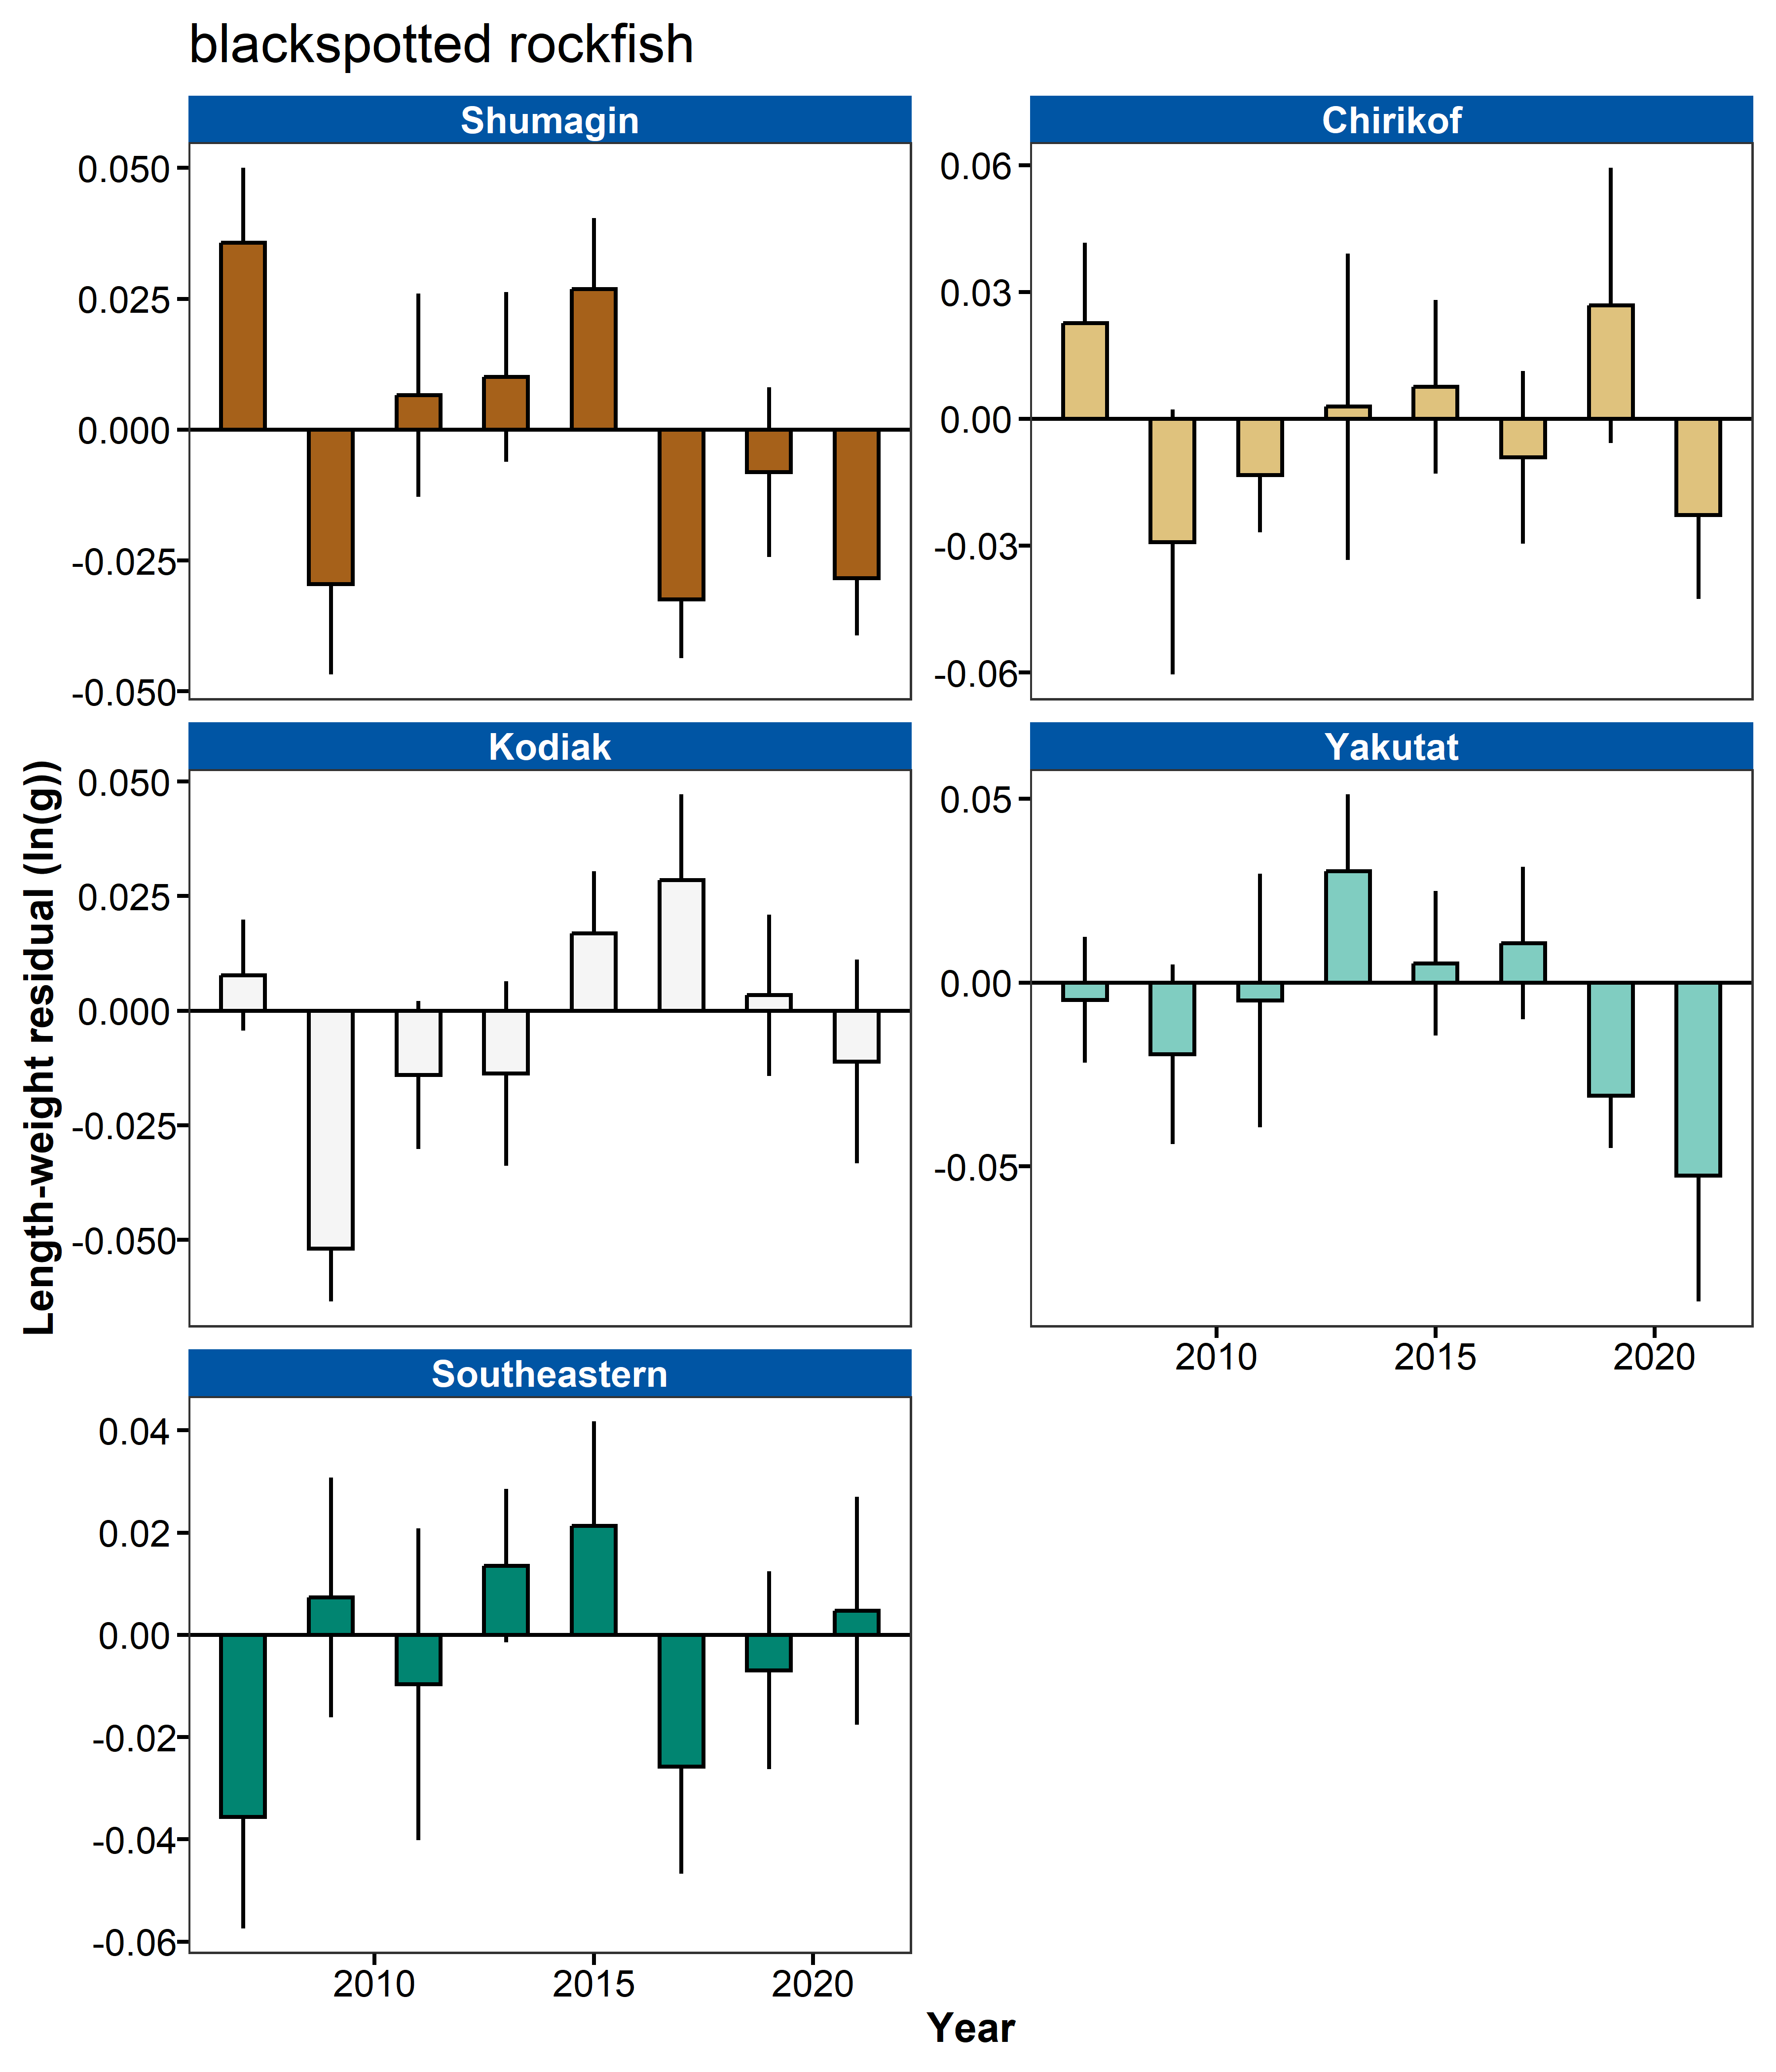 blackspotted rockfish
Shumagin
0.050
0.025
0.000
-0.025
-0.050
Chirikof
0.06
0.03
0.00
-0.03
-0.06
Length-weight residual (ln(g))
Kodiak
0.050
0.025
0.000
-0.025
-0.050
Yakutat
0.05
0.00
-0.05
2010 2015 2020
Southeastern
0.04
0.02
0.00
-0.02
-0.04
-0.06
2010 2015 2020
Year